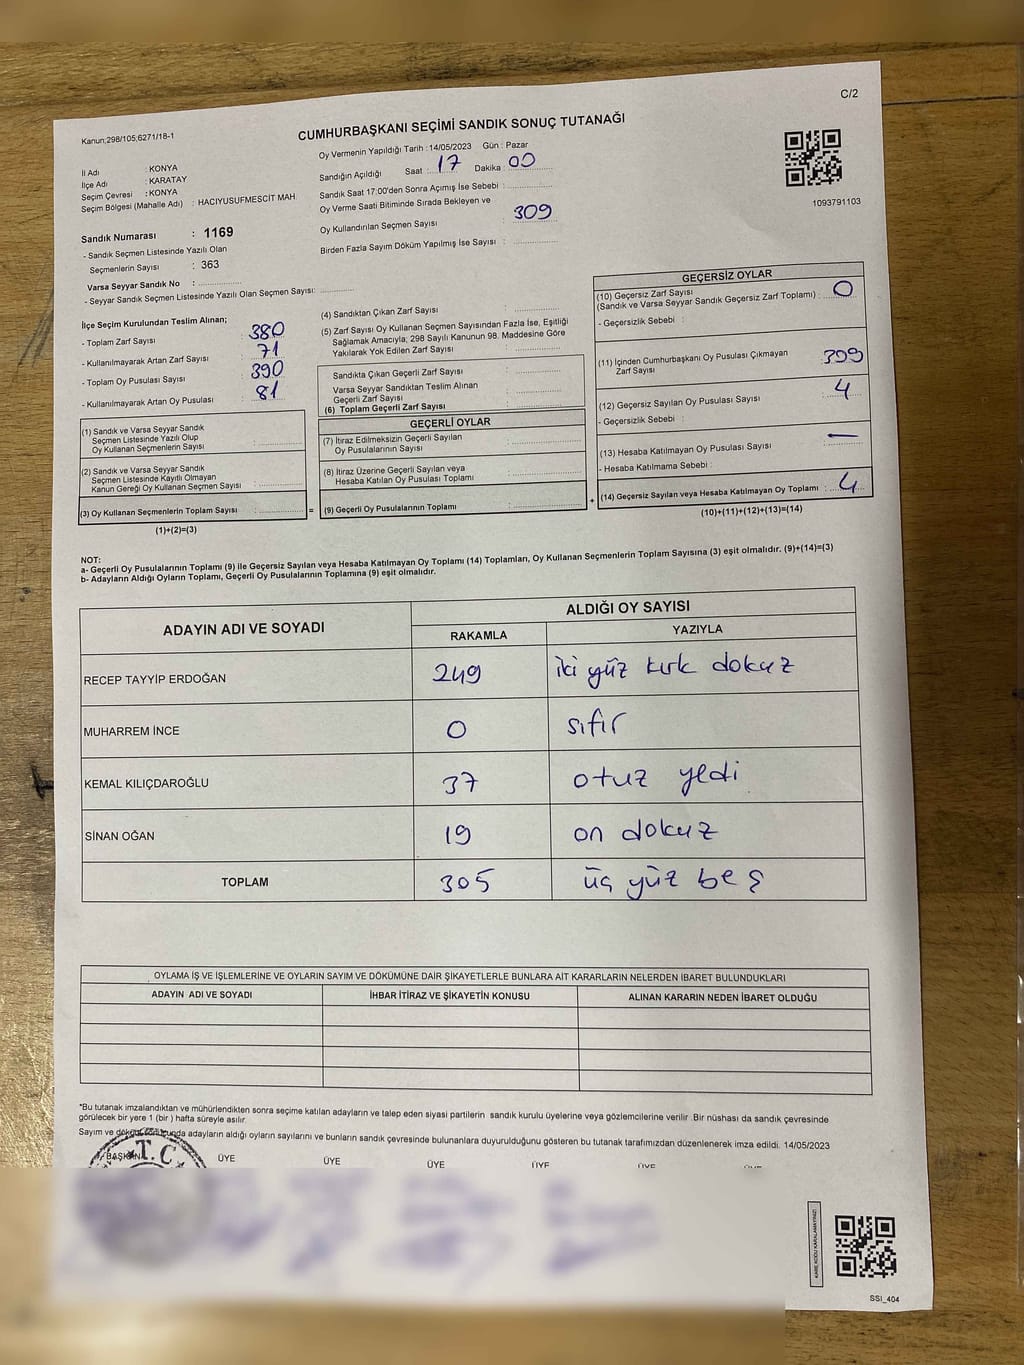 C/2
Kanun:298/105;6271/18-1
CUMHURBAŞKANI SEÇİMİ SANDIK SONUÇ TUTANAĞI
İl Adı : KONYA
İlçe Adı : KARATAY
Seçim Çevresi : KONYA
Seçim Bölgesi (Mahalle Adı) : HACIYUSUFMESCİT MAH
Oy Vermenin Yapıldığı Tarih : 14/05/2023 Gün : Pazar
Sandığın Açıldığı Saat : 17 Dakika : 00
Sandık Saat 17:00'den Sonra Açımış İse Sebebi :
Oy Verme Saati Bitiminde Sırada Bekleyen ve
Oy Kullandırılan Seçmen Sayısı 309
Birden Fazla Sayım Döküm Yapılmış İse Sayısı :
1093791103
Sandık Numarası : 1169
- Sandık Seçmen Listesinde Yazılı Olan
Seçmenlerin Sayısı : 363
Varsa Seyyar Sandık No :
- Seyyar Sandık Seçmen Listesinde Yazılı Olan Seçmen Sayısı:
İlçe Seçim Kurulundan Teslim Alınan;
- Toplam Zarf Sayısı 380
- Kullanılmayarak Artan Zarf Sayısı 71
- Toplam Oy Pusulası Sayısı 390
- Kullanılmayarak Artan Oy Pusulası 81
(1) Sandık ve Varsa Seyyar Sandık
Seçmen Listesinde Yazılı Olup
Oy Kullanan Seçmenlerin Sayısı :
(2) Sandık ve Varsa Seyyar Sandık
Seçmen Listesinde Kayıtlı Olmayan
Kanun Gereği Oy Kullanan Seçmen Sayısı :
(3) Oy Kullanan Seçmenlerin Toplam Sayısı :
(1)+(2)=(3)
=
(4) Sandıktan Çıkan Zarf Sayısı :
(5) Zarf Sayısı Oy Kullanan Seçmen Sayısından Fazla İse, Eşitliği
Sağlamak Amacıyla; 298 Sayılı Kanunun 98. Maddesine Göre
Yakılarak Yok Edilen Zarf Sayısı :
Sandıkta Çıkan Geçerli Zarf Sayısı :
Varsa Seyyar Sandıktan Teslim Alınan
Geçerli Zarf Sayısı :
(6) Toplam Geçerli Zarf Sayısı :
GEÇERLİ OYLAR
(7) İtiraz Edilmeksizin Geçerli Sayılan
Oy Pusulalarının Sayısı :
(8) İtiraz Üzerine Geçerli Sayılan veya
Hesaba Katılan Oy Pusulası Toplamı :
(9) Geçerli Oy Pusulalarının Toplamı :
+
GEÇERSİZ OYLAR
(10) Geçersiz Zarf Sayısı
(Sandık ve Varsa Seyyar Sandık Geçersiz Zarf Toplamı) : 0
- Geçersizlik Sebebi :
(11) İçinden Cumhurbaşkanı Oy Pusulası Çıkmayan
Zarf Sayısı
(12) Geçersiz Sayılan Oy Pusulası Sayısı : 4
- Geçersizlik Sebebi :
(13) Hesaba Katılmayan Oy Pusulası Sayısı : —
- Hesaba Katılmama Sebebi :
(14) Geçersiz Sayılan veya Hesaba Katılmayan Oy Toplamı : 4
(10)+(11)+(12)+(13)=(14)
NOT:
a- Geçerli Oy Pusulalarının Toplamı (9) ile Geçersiz Sayılan veya Hesaba Katılmayan Oy Toplamı (14) Toplamları, Oy Kullanan Seçmenlerin Toplam Sayısına (3) eşit olmalıdır. (9)+(14)=(3)
b- Adayların Aldığı Oyların Toplamı, Geçerli Oy Pusulalarının Toplamına (9) eşit olmalıdır.
ADAYIN ADI VE SOYADI ALDIĞI OY SAYISI
RAKAMLA YAZIYLA
RECEP TAYYİP ERDOĞAN 249 iki yüz kırk dokuz
MUHARREM İNCE 0 sıfır
KEMAL KILIÇDAROĞLU 37 otuz yedi
SİNAN OĞAN 19 on dokuz
TOPLAM 305 üç yüz beş
OYLAMA İŞ VE İŞLEMLERİNE VE OYLARIN SAYIM VE DÖKÜMÜNE DAİR ŞİKAYETLERLE BUNLARA AİT KARARLARIN NELERDEN İBARET BULUNDUKLARI
ADAYIN ADI VE SOYADI İHBAR İTİRAZ VE ŞİKAYETİN KONUSU ALINAN KARARIN NEDEN İBARET OLDUĞU
*Bu tutanak imzalandıktan ve mühürlendikten sonra seçime katılan adayların ve talep eden siyasi partilerin sandık kurulu üyelerine veya gözlemcilerine verilir .Bir nüshası da sandık çevresinde
görülecek bir yere 1 (bir ) hafta süreyle asılır.
Sayım ve döküm adayların aldığı oyların sayılarını ve bunların sandık çevresinde bulunanlara duyurulduğunu gösteren bu tutanak tarafımızdan düzenlenerek imza edildi. 14/05/2023
BAŞKAN ÜYE ÜYE ÜYE ÜYE ÜYE
T.C
SSI_404